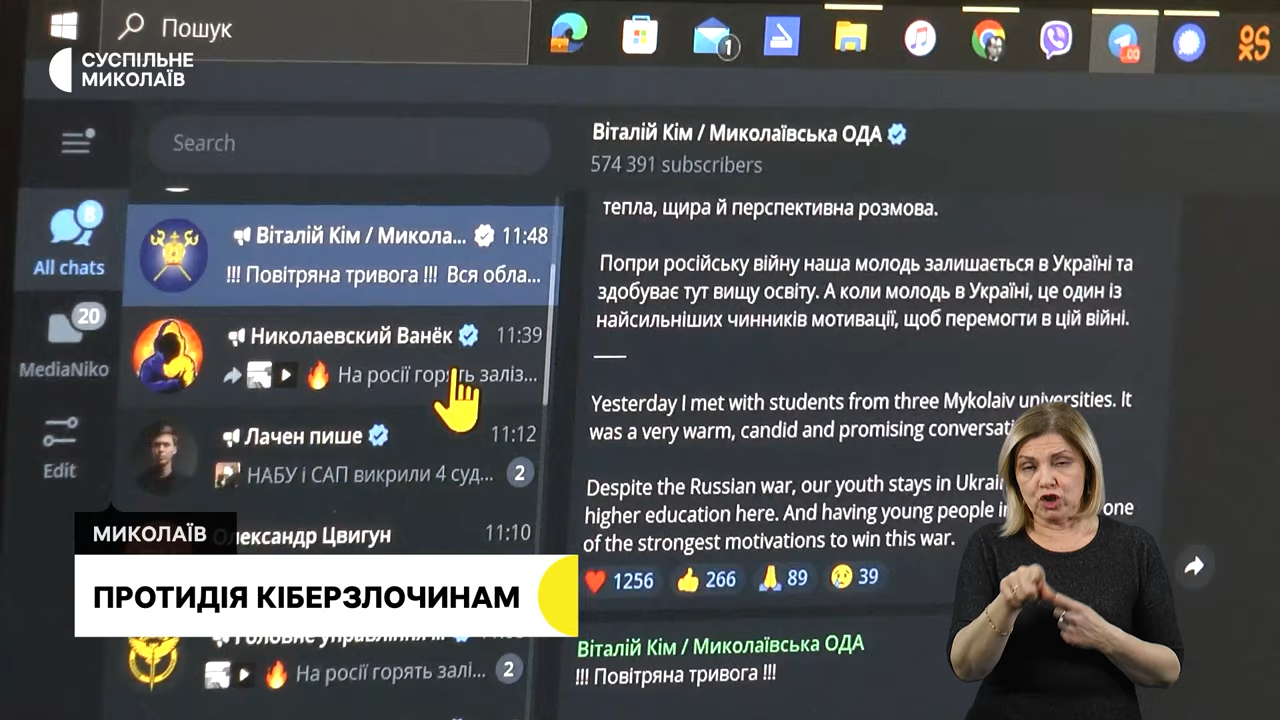 Пошук
1
СУСПІЛЬНЕ
МИКОЛАЇВ
Search
8
All chats
20
MediaNiko
Edit
Віталій Кім / Микола... 11:48
!!! Повітряна тривога !!! Вся обла...
Николаевский Ванёк 11:39
На росії горять заліз...
Лачен пише 11:12
НАБУ і САП викрили 4 суд... 2
Олександр Цвигун 11:10
Головне управління ...
На росії горять залі... 2
Віталій Кім / Миколаївська ОДА
574 391 subscribers
тепла, щира й перспективна розмова.
Попри російську війну наша молодь залишається в Україні та
здобуває тут вищу освіту. А коли молодь в Україні, це один із
найсильніших чинників мотивації, щоб перемогти в цій війні.
Yesterday I met with students from three Mykolaiv universities. It
was a very warm, candid and promising conversati
Despite the Russian war, our youth stays in Ukrai
higher education here. And having young people in one
of the strongest motivations to win this war.
1256 266 89 39
Віталій Кім / Миколаївська ОДА
!!! Повітряна тривога !!!
МИКОЛАЇВ
ПРОТИДІЯ КІБЕРЗЛОЧИНАМ